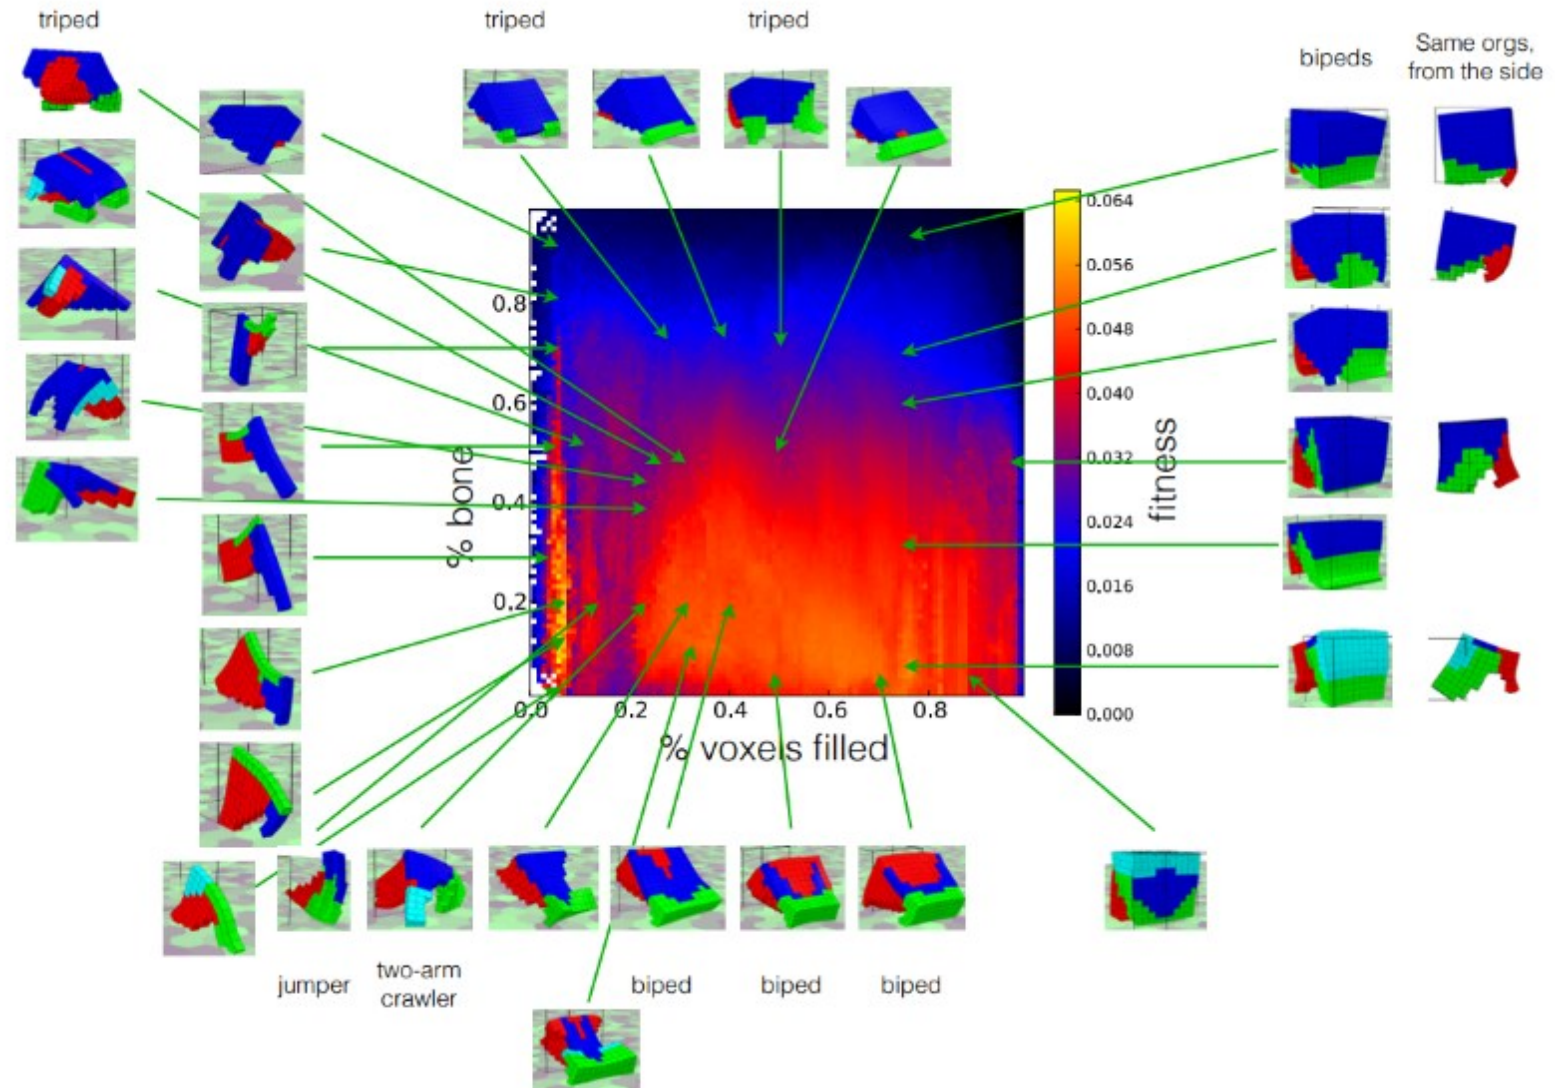 triped
triped
triped
bipeds
Same orgs,
from the side
0.8
0.6
0.4
0.2
% bone
0.0
0.2
0.4
0.6
0.8
% voxels filled
0.064
0.056
0.048
0.040
0.032
0.024
0.016
0.008
0.000
fitness
jumper
two-arm
crawler
biped
biped
biped